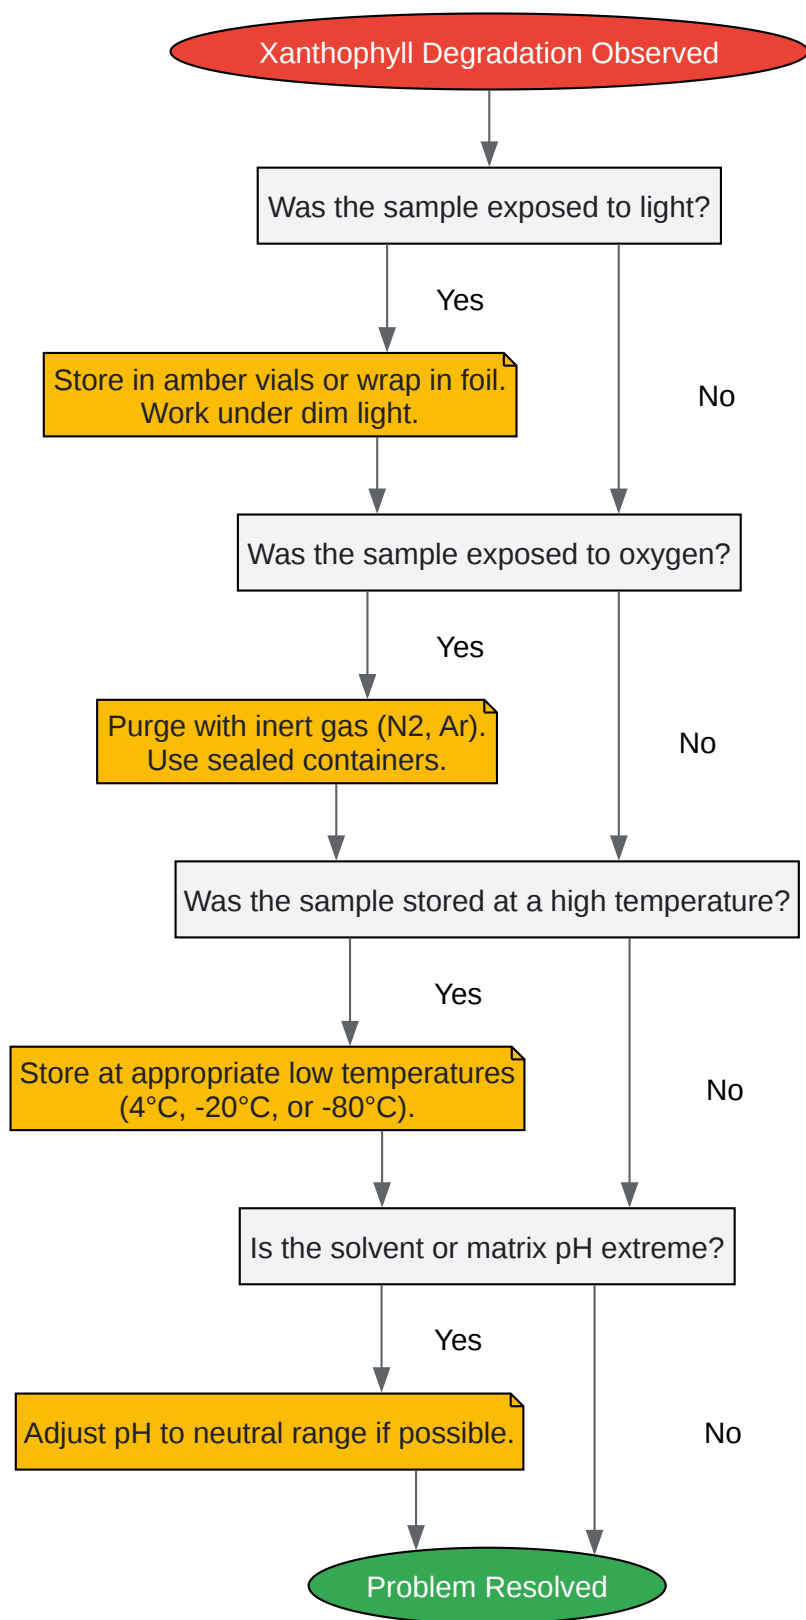 Xanthophyll Degradation Observed
Was the sample exposed to light?
Yes
Store in amber vials or wrap in foil.
Work under dim light.
No
Was the sample exposed to oxygen?
Yes
Purge with inert gas (N2, Ar).
Use sealed containers.
No
Was the sample stored at a high temperature?
Yes
Store at appropriate low temperatures
(4°C, -20°C, or -80°C).
No
Is the solvent or matrix pH extreme?
Yes
Adjust pH to neutral range if possible.
No
Problem Resolved